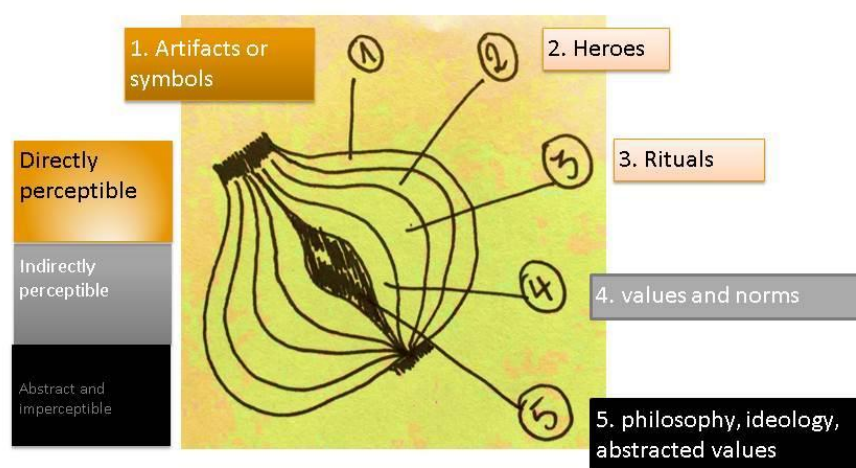 1. Artifacts or
symbols
1
2
2. Heroes
Directly
perceptible
3
3. Rituals
Indirectly
perceptible
4
4. values and norms
Abstract and
imperceptible
5
5. philosophy, ideology,
abstracted values